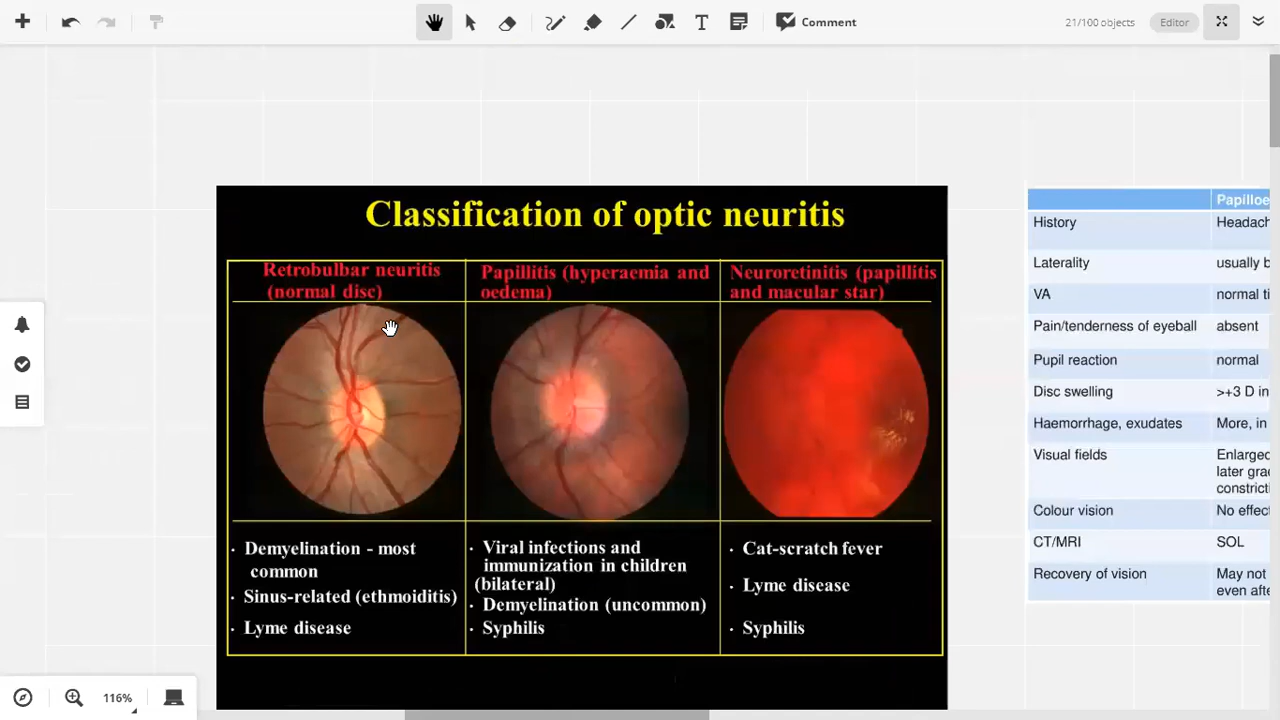 Comment
21/100 objects
Editor
Classification of optic neuritis
Retrobulbar neuritis
(normal disc)
Papillitis (hyperaemia and
oedema)
Neuroretinitis (papillitis
and macular star)
· Demyelination - most
common
· Sinus-related (ethmoiditis)
· Lyme disease
· Viral infections and
immunization in children
(bilateral)
· Demyelination (uncommon)
· Syphilis
· Cat-scratch fever
· Lyme disease
· Syphilis
Papilloe
History Headach
Laterality usually b
VA normal ti
Pain/tenderness of eyeball absent
Pupil reaction normal
Disc swelling >+3 D in
Haemorrhage, exudates More, in
Visual fields Enlarged
later grad
constricti
Colour vision No effect
CT/MRI SOL
Recovery of vision May not
even afte
116%